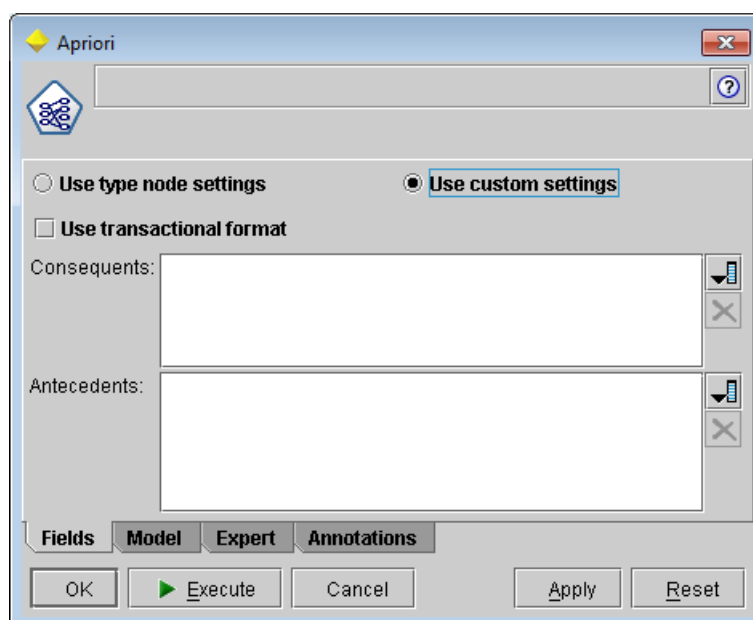 Apriori
Use type node settings Use custom settings
Use transactional format
Consequents:
Antecedents:
Fields Model Expert Annotations
OK Execute Cancel Apply Reset